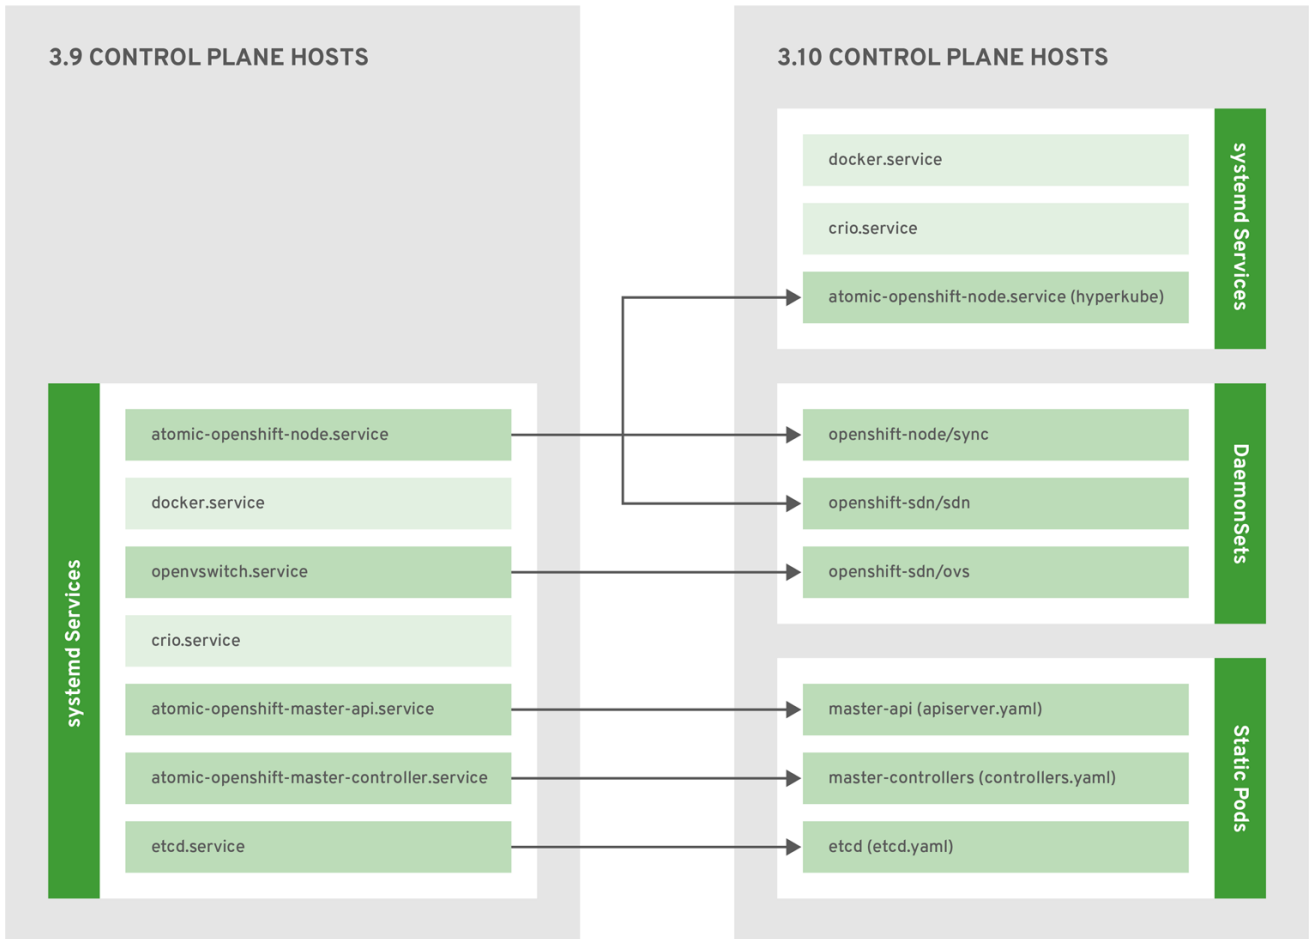 3.9 CONTROL PLANE HOSTS
systemd Services
atomic-openshift-node.service
docker.service
openvswitch.service
crio.service
atomic-openshift-master-api.service
atomic-openshift-master-controller.service
etcd.service
3.10 CONTROL PLANE HOSTS
docker.service
crio.service
atomic-openshift-node.service (hyperkube)
systemd Services
openshift-node/sync
openshift-sdn/sdn
openshift-sdn/ovs
DaemonSets
master-api (apiserver.yaml)
master-controllers (controllers.yaml)
etcd (etcd.yaml)
Static Pods